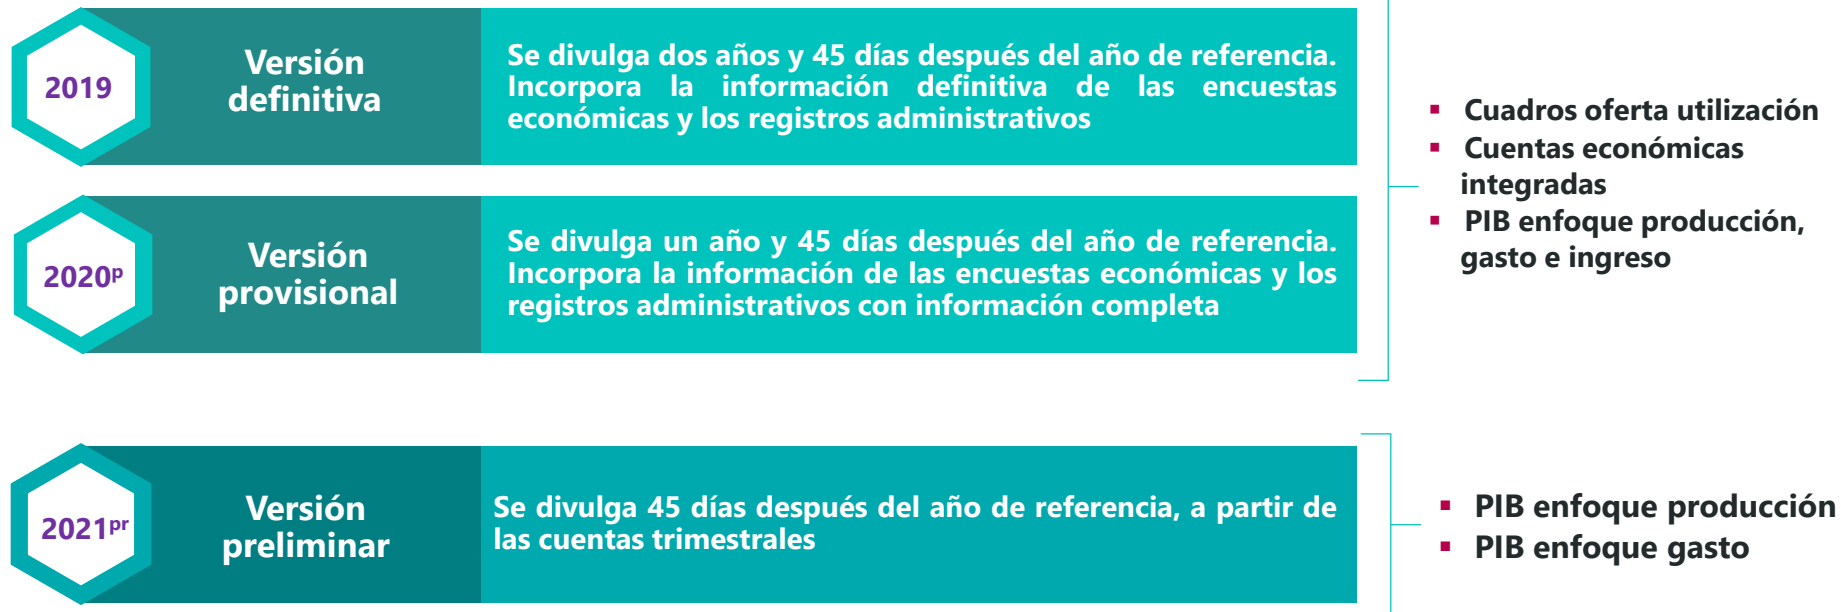 2019
Versión
definitiva
Se divulga dos años y 45 días después del año de referencia.
Incorpora la información definitiva de las encuestas
económicas y los registros administrativos
2020p
Versión
provisional
Se divulga un año y 45 días después del año de referencia.
Incorpora la información de las encuestas económicas y los
registros administrativos con información completa
▪ Cuadros oferta utilización
▪ Cuentas económicas
integradas
▪ PIB enfoque producción,
gasto e ingreso
2021pr
Versión
preliminar
Se divulga 45 días después del año de referencia, a partir de
las cuentas trimestrales
▪ PIB enfoque producción
▪ PIB enfoque gasto